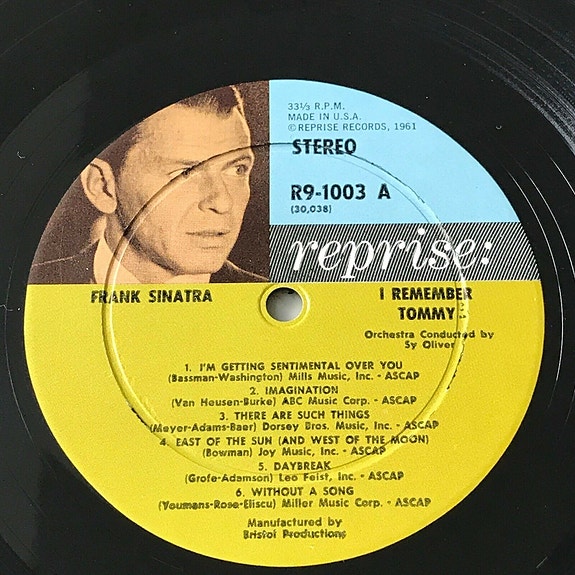 33⅓ R.P.M.
MADE IN U.S.A.
©REPRISE RECORDS, 1961
STEREO
R9-1003 A
(30,038)
reprise:
FRANK SINATRA
I REMEMBER
TOMMY
Orchestra Conducted by
Sy Oliver
1. I'M GETTING SENTIMENTAL OVER YOU
(Bassman-Washington) Mills Music, Inc. - ASCAP
2. IMAGINATION
(Van Heusen-Burke) ABC Music Corp. - ASCAP
3. THERE ARE SUCH THINGS
(Meyer-Adams-Baer) Dorsey Bros. Music, Inc. - ASCAP
4. EAST OF THE SUN (AND WEST OF THE MOON)
(Bowman) Joy Music, Inc. - ASCAP
5. DAYBREAK
(Grofe-Adamson) Leo Feist, Inc. - ASCAP
6. WITHOUT A SONG
(Youmans-Rose-Eliscu) Miller Music Corp. - ASCAP
Manufactured by
Bristol Productions